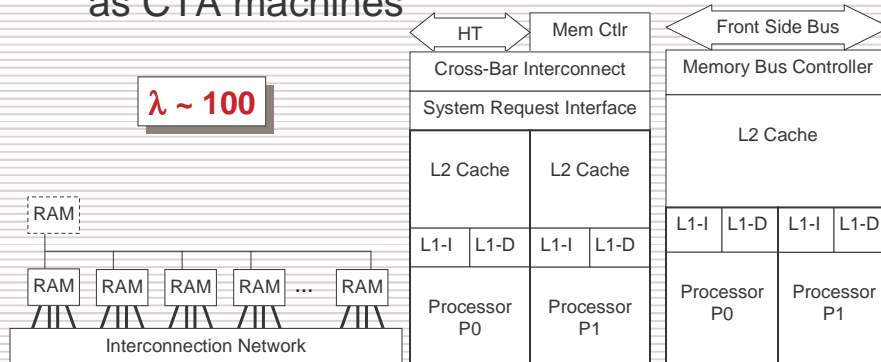 as CTA machines
λ ~ 100
RAM
RAM RAM RAM RAM ... RAM
Interconnection Network
HT Mem Ctlr
Cross-Bar Interconnect
System Request Interface
L2 Cache L2 Cache
L1-I L1-D L1-I L1-D
Processor P0 Processor P1
Front Side Bus
Memory Bus Controller
L2 Cache
L1-I L1-D L1-I L1-D
Processor P0 Processor P1